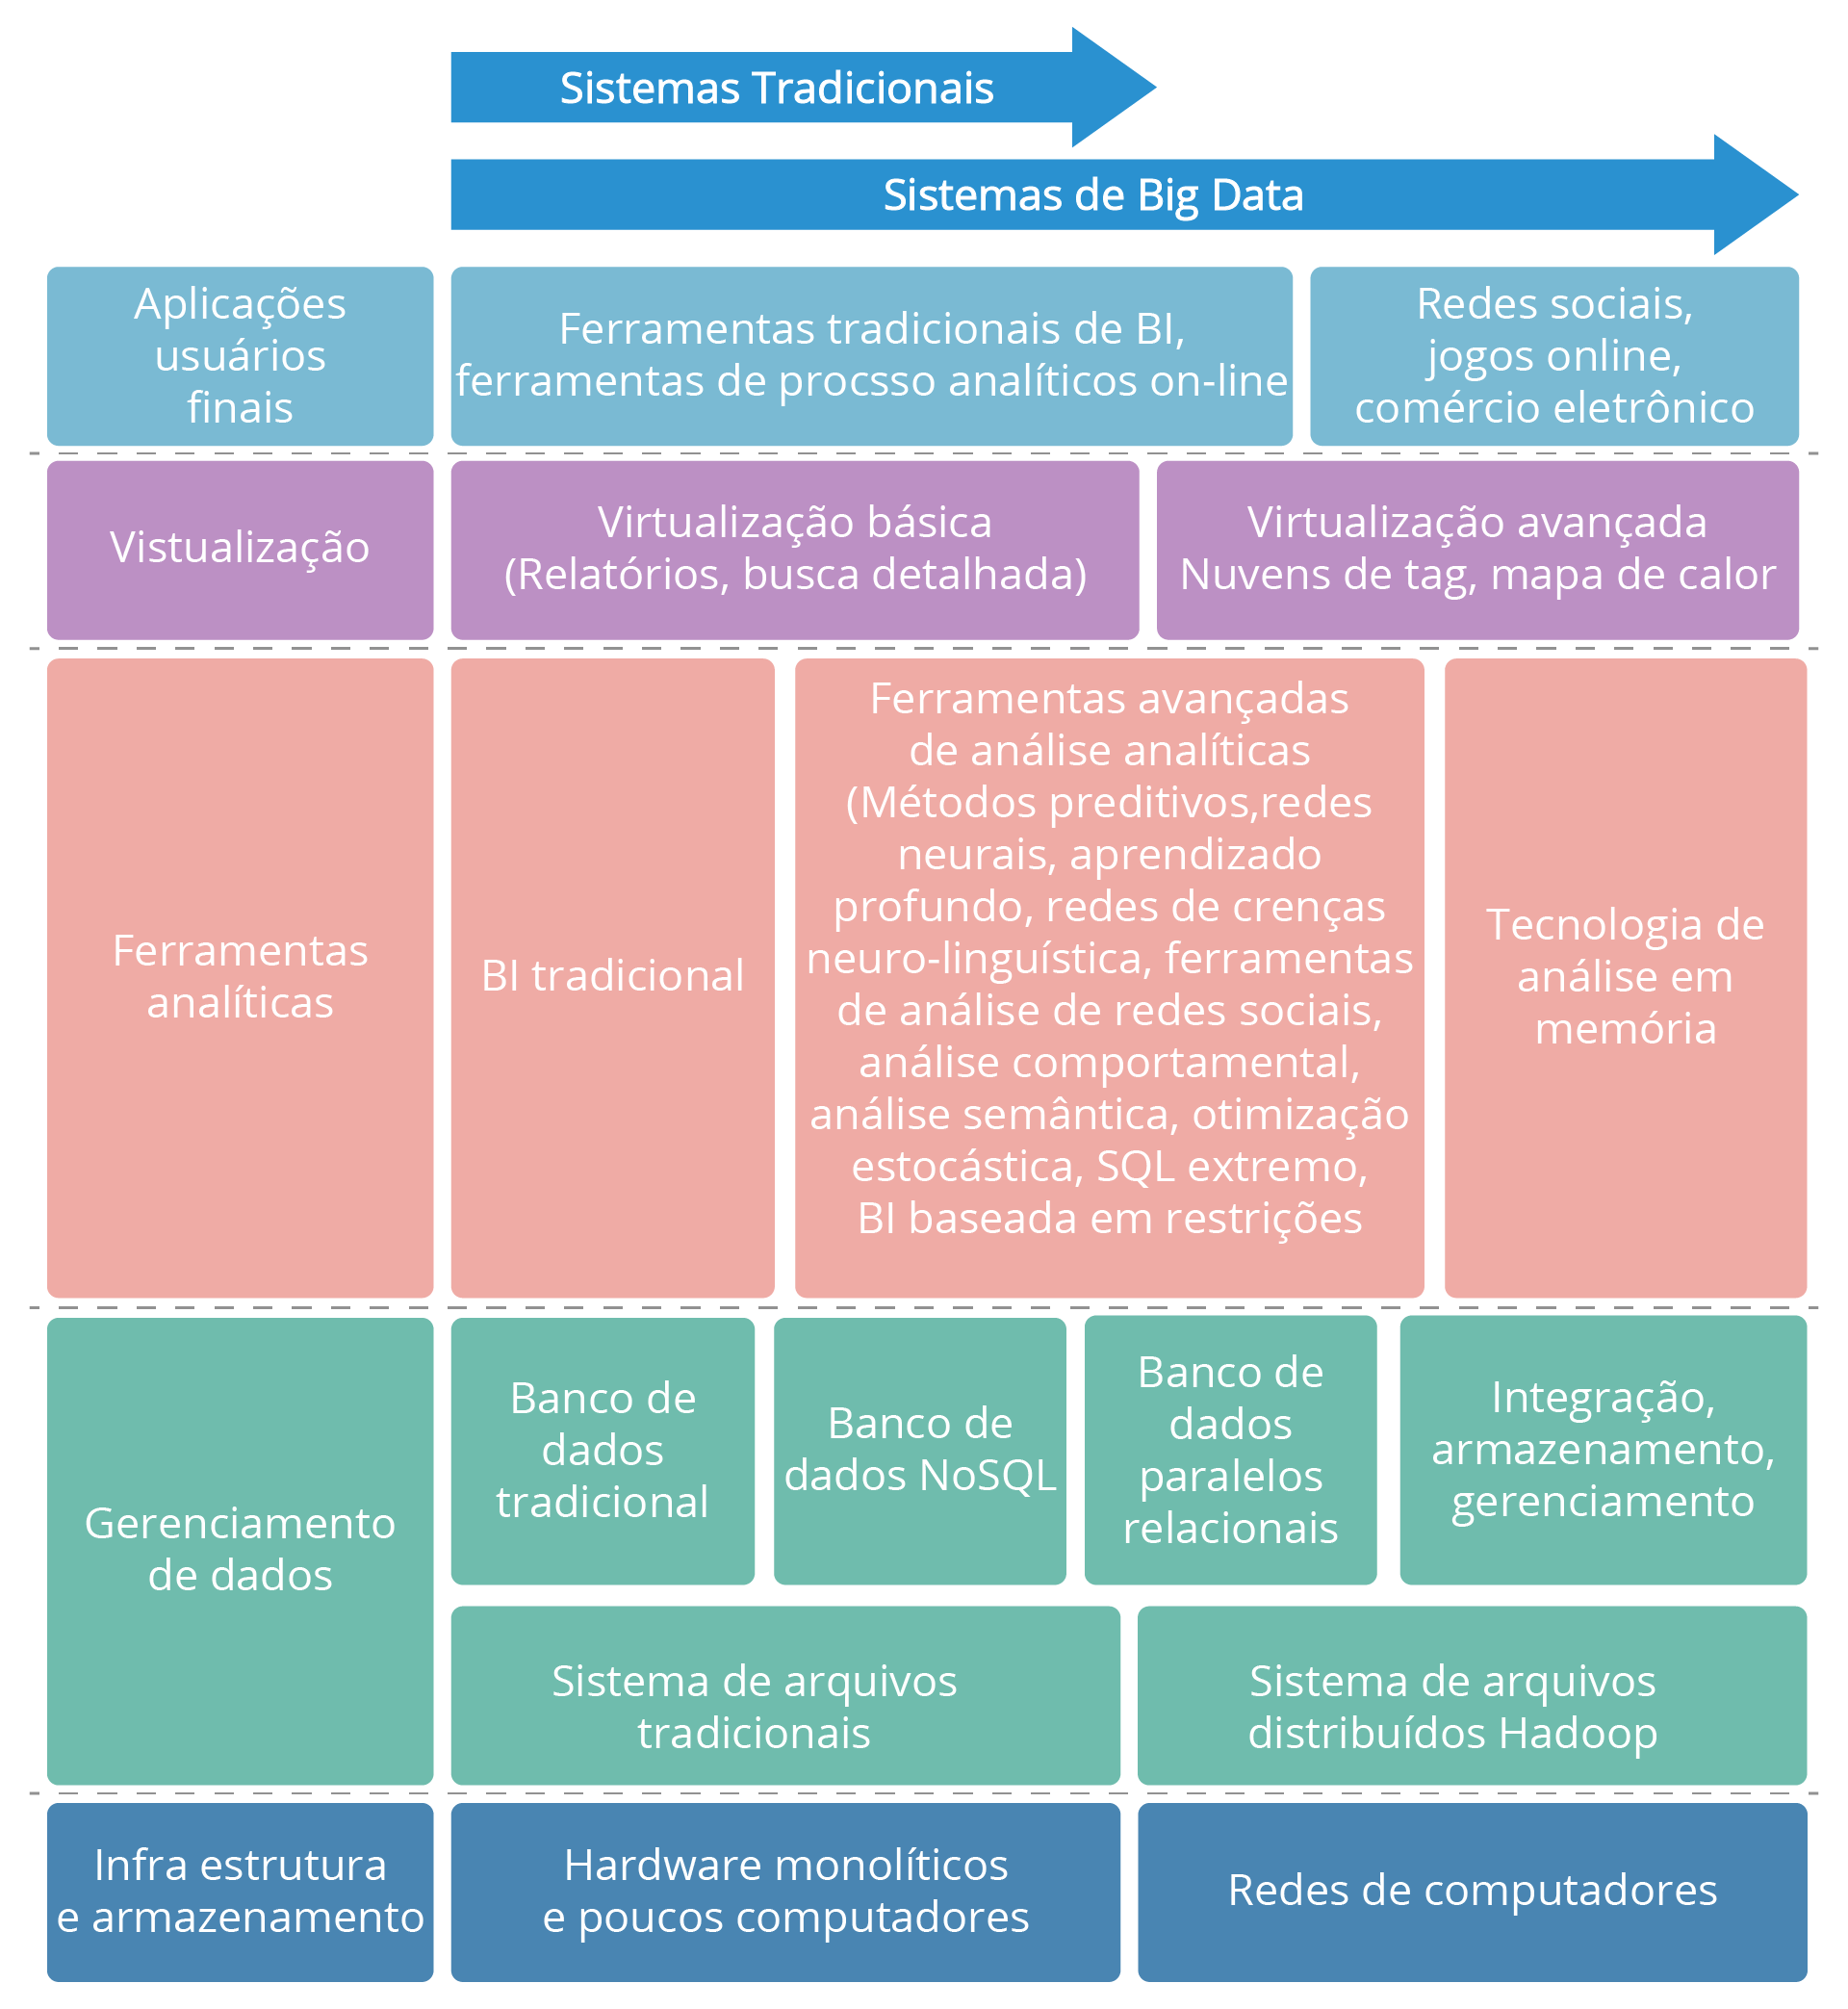 Sistemas Tradicionais
Sistemas de Big Data
Aplicações
usuários
finais
Ferramentas tradicionais de BI,
ferramentas de procsso analíticos on-line
Redes sociais,
jogos online,
comércio eletrônico
Vistualização
Virtualização básica
(Relatórios, busca detalhada)
Virtualização avançada
Nuvens de tag, mapa de calor
Ferramentas
analíticas
BI tradicional
Ferramentas avançadas
de análise analíticas
(Métodos preditivos,redes
neurais, aprendizado
profundo, redes de crenças
neuro-linguística, ferramentas
de análise de redes sociais,
análise comportamental,
análise semântica, otimização
estocástica, SQL extremo,
BI baseada em restrições
Tecnologia de
análise em
memória
Gerenciamento
de dados
Banco de
dados
tradicional
Banco de
dados NoSQL
Banco de
dados
paralelos
relacionais
Integração,
armazenamento,
gerenciamento
Sistema de arquivos
tradicionais
Sistema de arquivos
distribuídos Hadoop
Infra estrutura
e armazenamento
Hardware monolíticos
e poucos computadores
Redes de computadores